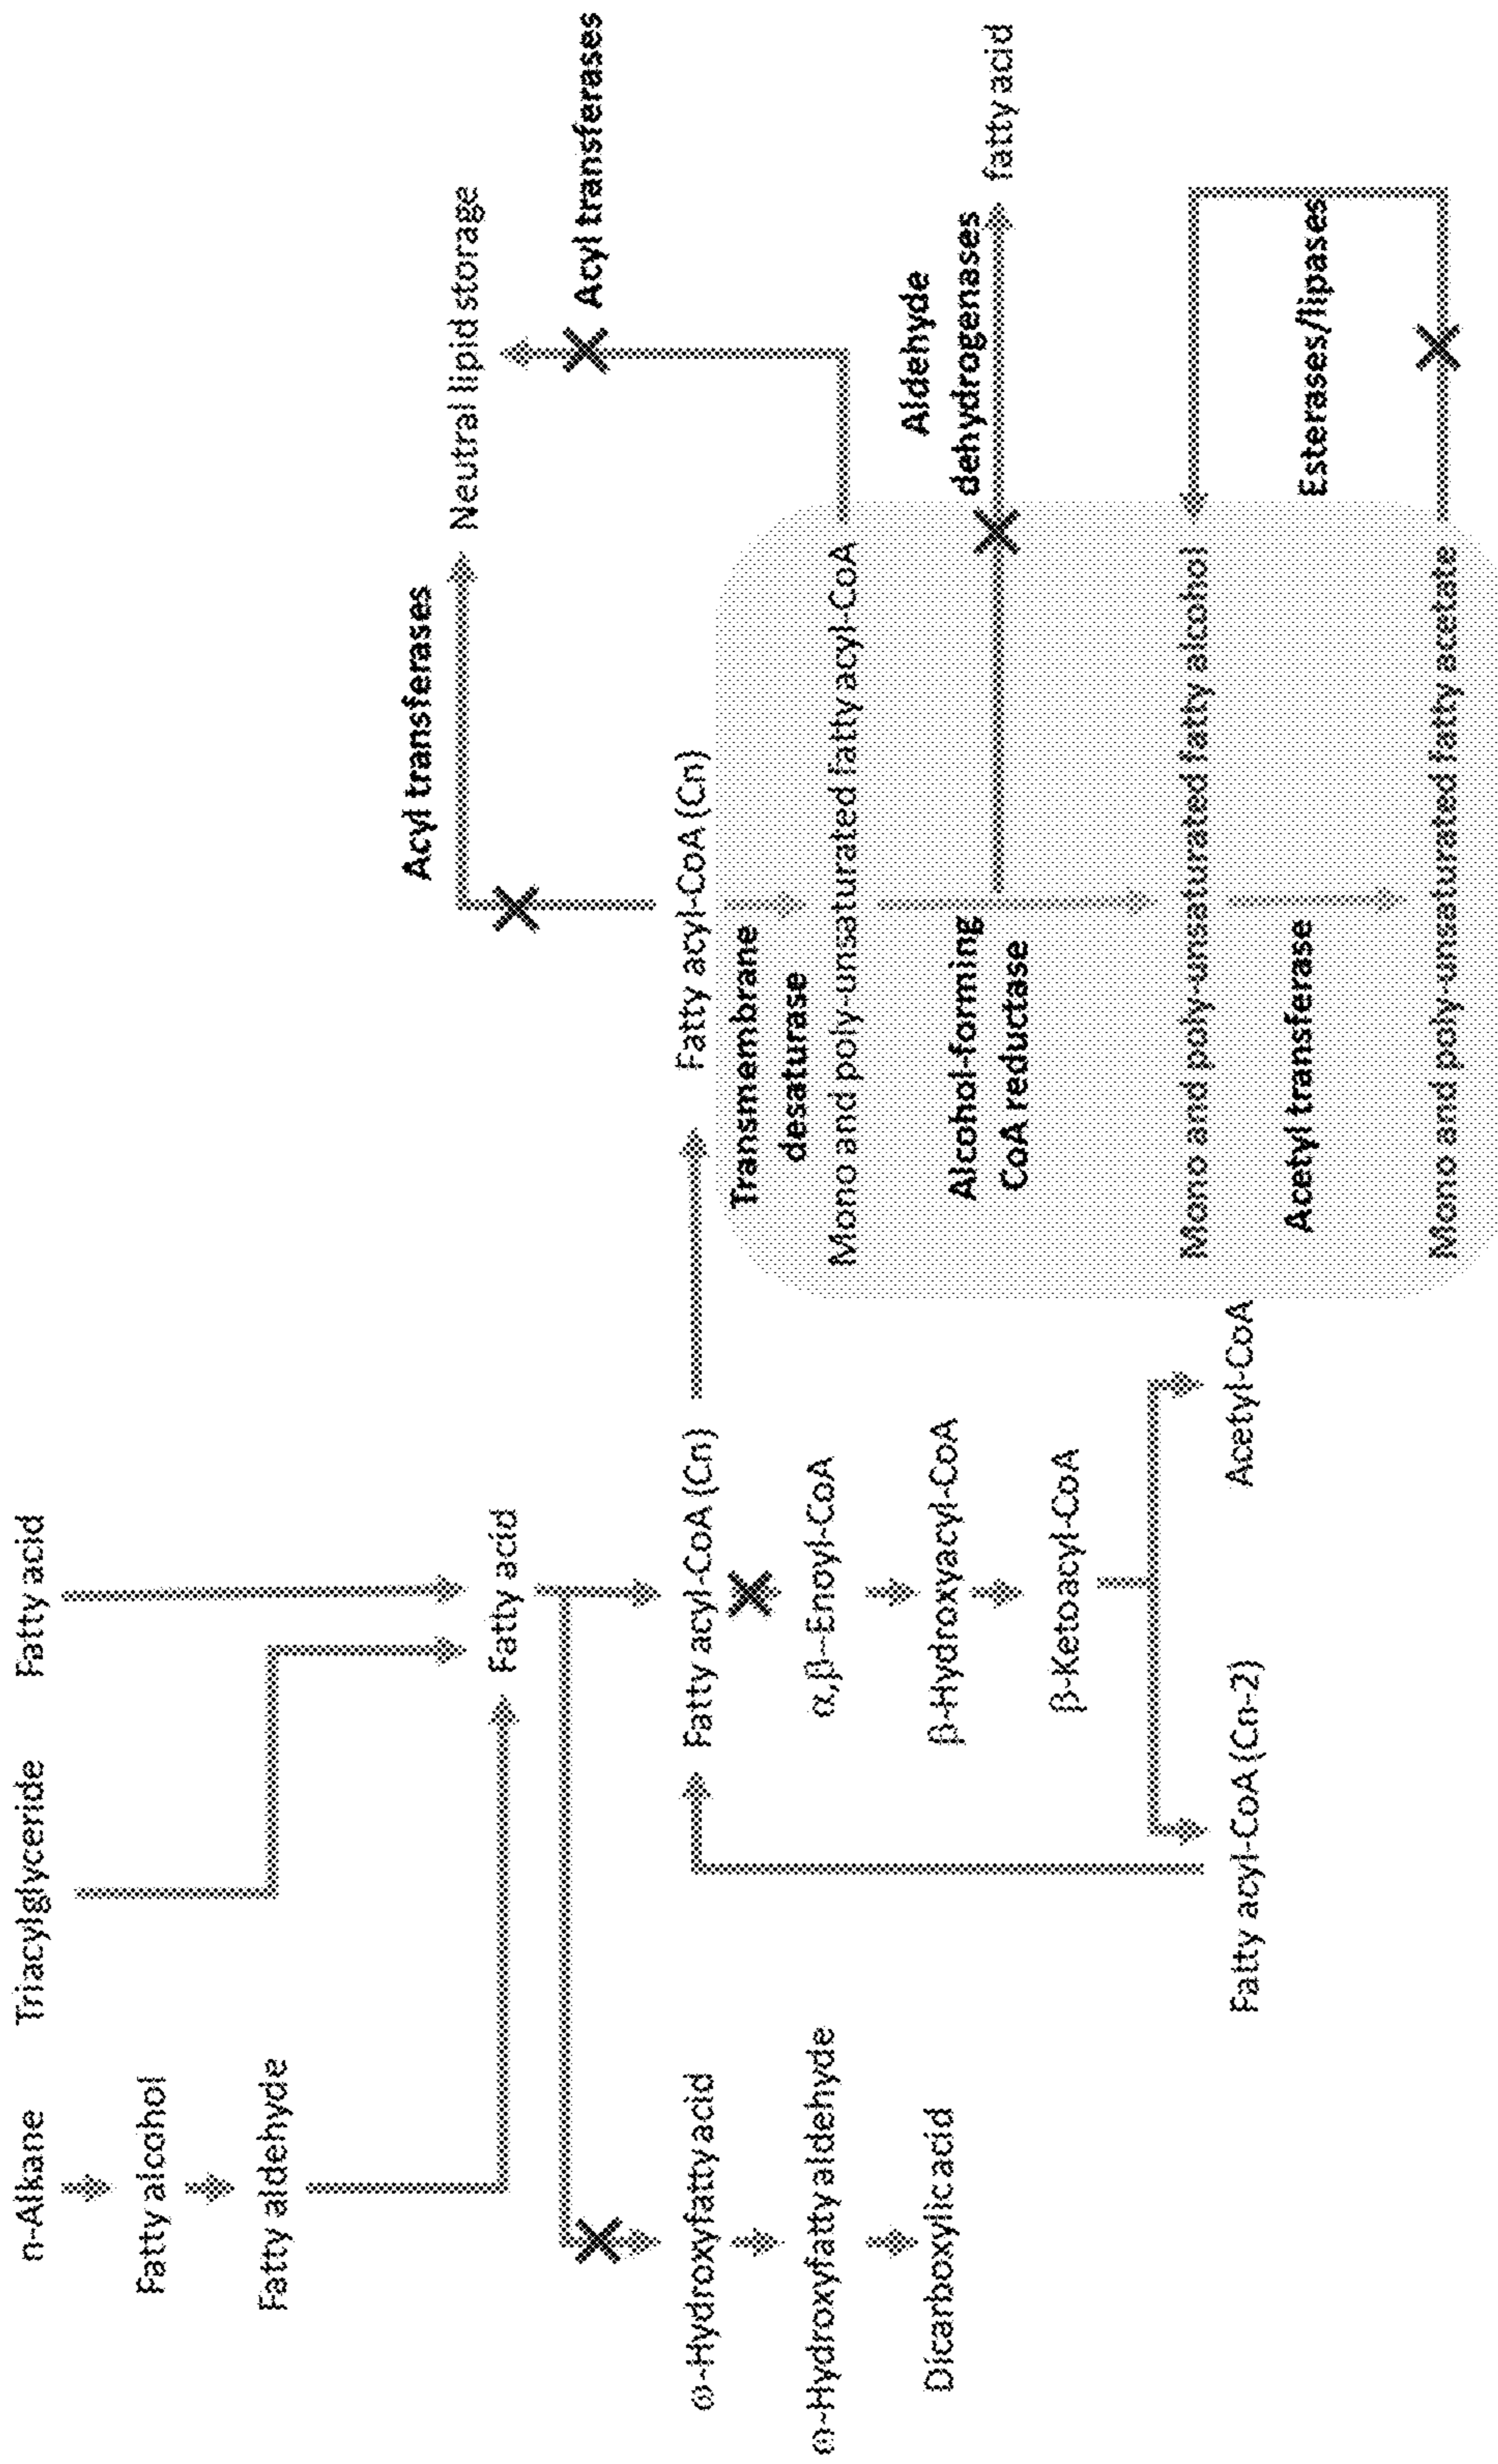 n-Alkane
Triacylglyceride
Fatty acid
Fatty alcohol
Fatty aldehyde
Acyl transferases
Neutral lipid storage
Fatty acid
Acyl transferases
ω-Hydroxyfatty acid
Fatty acyl-CoA (Cn)
Fatty acyl-CoA (Cn)
Transmembrane
desaturase
ω-Hydroxyfatty aldehyde
α,β-Enoyl-CoA
Mono and poly-unsaturated fatty acyl-CoA
Aldehyde
dehydrogenases
Dicarboxylic acid
β-Hydroxyacyl-CoA
Alcohol-forming
CoA reductase
fatty acid
β-Ketoacyl-CoA
Mono and poly-unsaturated fatty alcohol
Fatty acyl-CoA (Cn-2)
Acetyl-CoA
Acetyl transferase
Esterases/lipases
Mono and poly-unsaturated fatty acetate